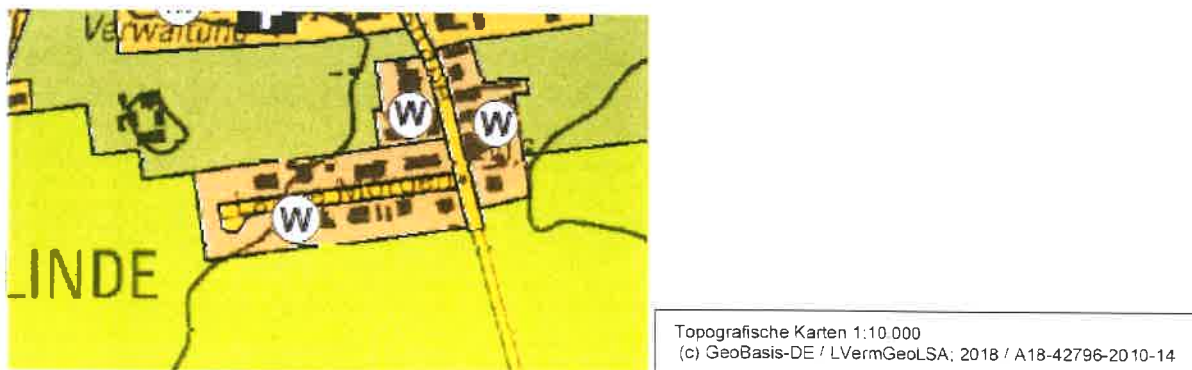 Verwaltung
W
W
W
LINDE
Topografische Karten 1:10.000
(c) GeoBasis-DE / LVermGeoLSA; 2018 / A18-42796-2010-14